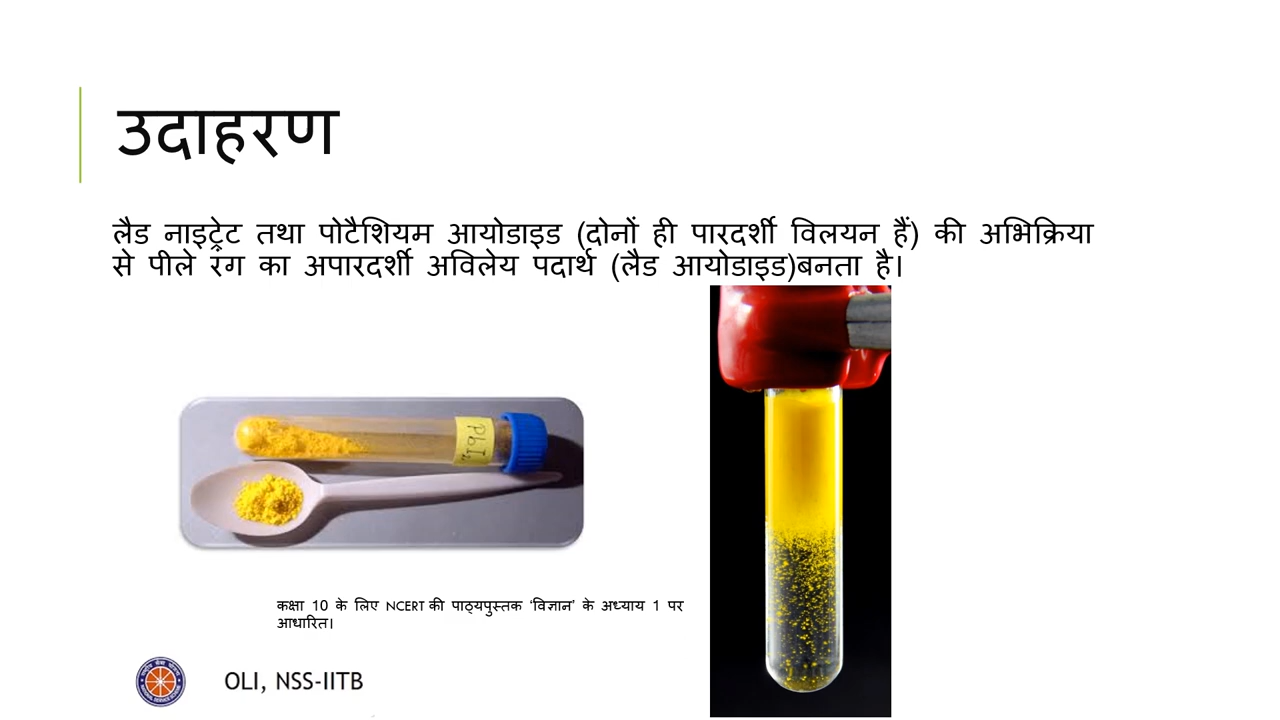 उदाहरण
लैड नाइट्रेट तथा पोटैशियम आयोडाइड (दोनों ही पारदर्शी विलयन हैं) की अभिक्रिया
से पीले रंग का अपारदर्शी अविलेय पदार्थ (लैड आयोडाइड)बनता है।
PbI₂
कक्षा 10 के लिए NCERT की पाठ्यपुस्तक ‘विज्ञान’ के अध्याय 1 पर
आधारित।
OLI, NSS-IITB